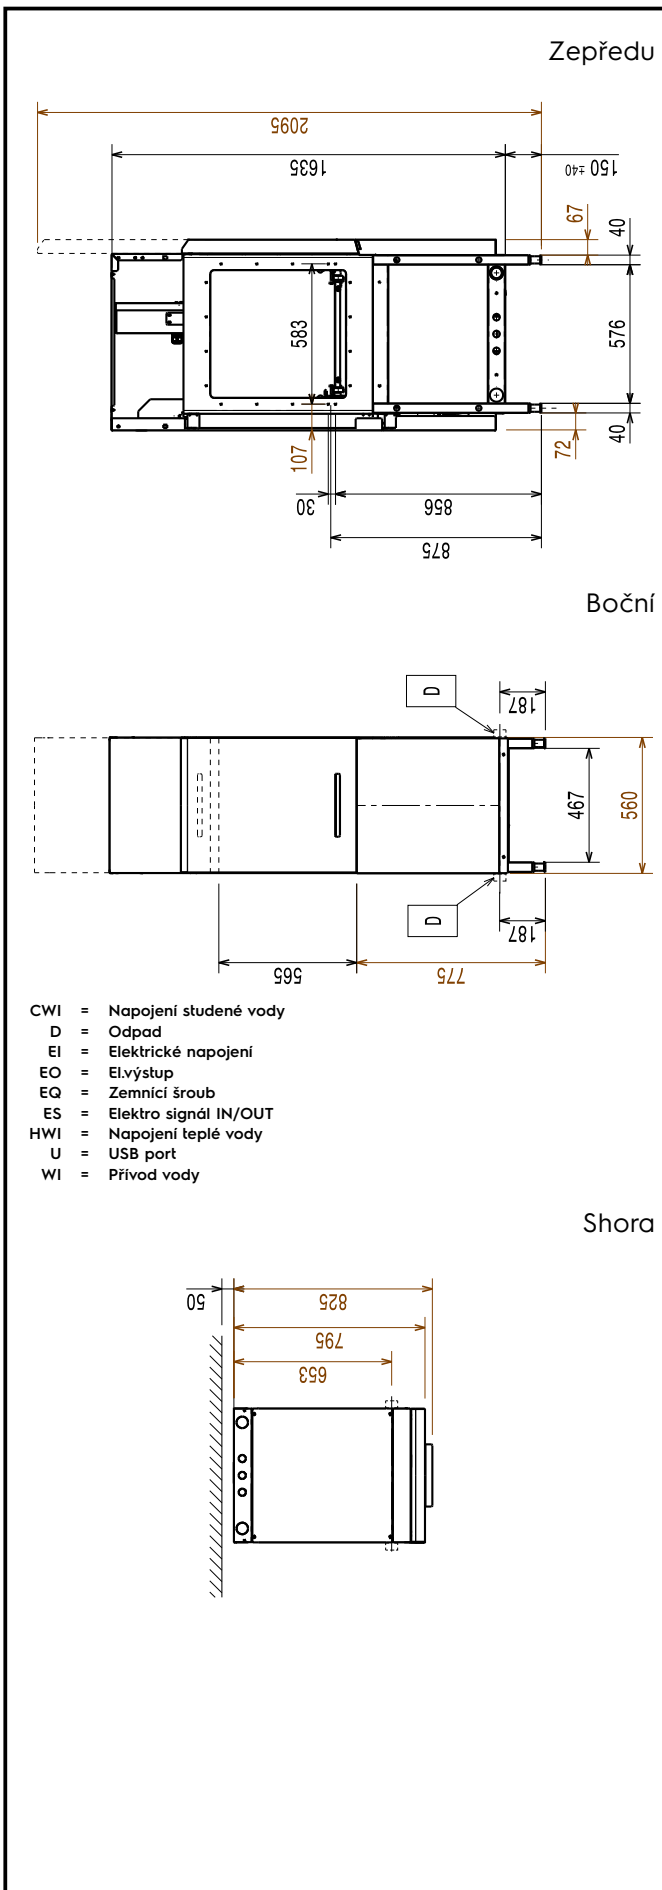 Zepředu
2095
1635
150 ±40
67
40
583
576
107
72
40
30
856
875
Boční
D
187
467
560
D
187
565
775
CWI = Napojení studené vody
D = Odpad
EI = Elektrické napojení
EO = El.výstup
EQ = Zemnící šroub
ES = Elektro signál IN/OUT
HWI = Napojení teplé vody
U = USB port
WI = Přívod vody
Shora
50
825
795
653